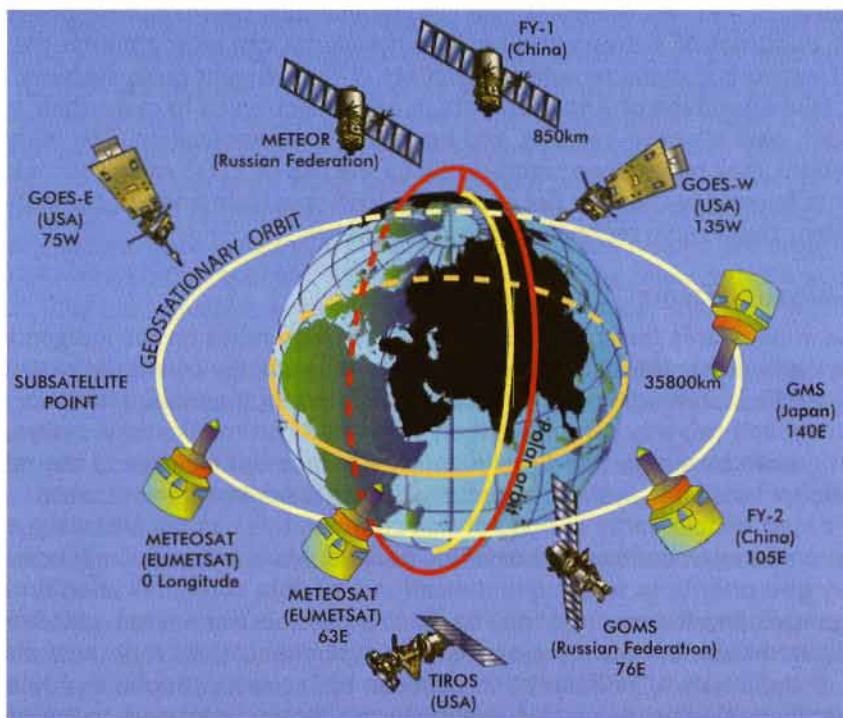 FY-1
(China)
METEOR
(Russian Federation)
850km
GOES-E
(USA)
75W
GOES-W
(USA)
135W
GEOSTATIONARY ORBIT
SUBSATELLITE
POINT
35800km
GMS
(Japan)
140E
Polar orbit
METEOSAT
(EUMETSAT)
0 Longitude
METEOSAT
(EUMETSAT)
63E
FY-2
(China)
105E
GOMS
(Russian Federation)
76E
TIROS
(USA)